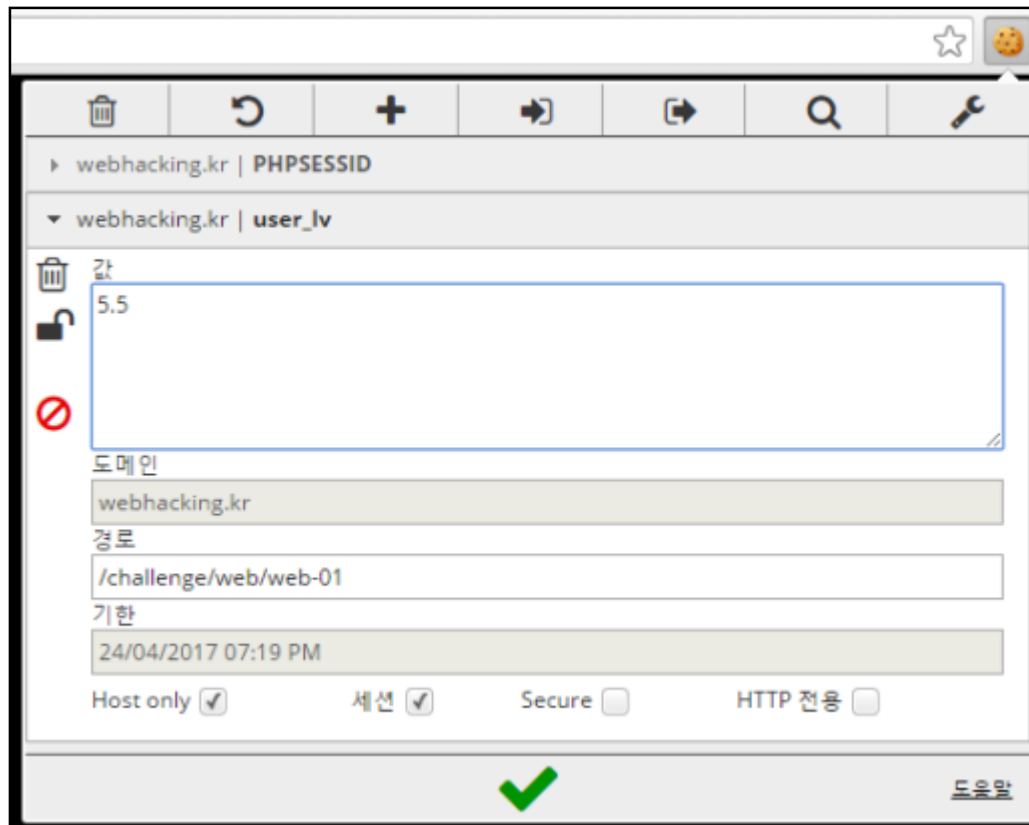 webhacking.kr | PHPSESSID
webhacking.kr | user_lv
값
5.5
도메인
webhacking.kr
경로
/challenge/web/web-01
기한
24/04/2017 07:19 PM
Host only 세션 Secure HTTP 전용
도움말